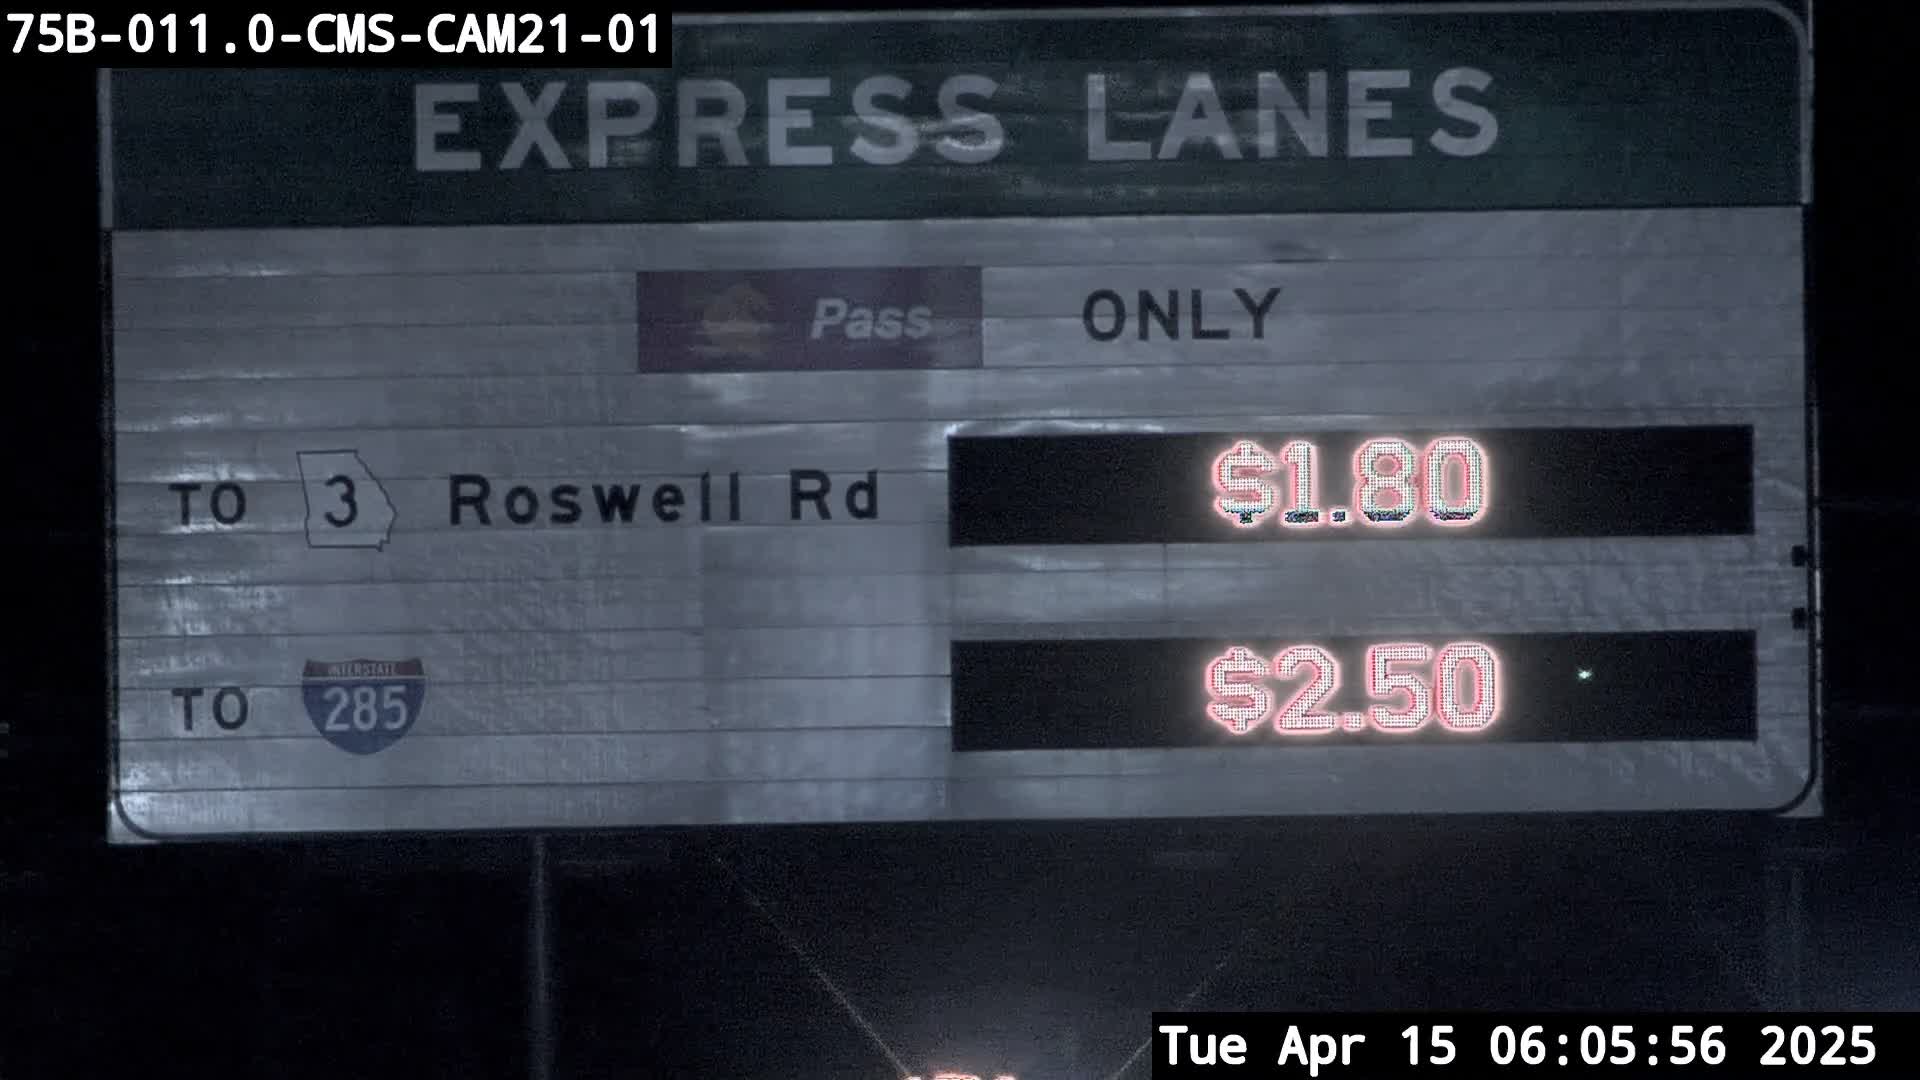 75B-011.0-CMS-CAM21-01
EXPRESS LANES
Pass ONLY
TO 3 Roswell Rd $1.80
TO INTERSTATE 285 $2.50
Tue Apr 15 06:05:56 2025